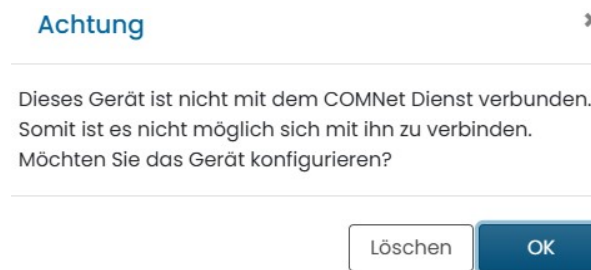 Achtung
Dieses Gerät ist nicht mit dem COMNet Dienst verbunden.
Somit ist es nicht möglich sich mit ihn zu verbinden.
Möchten Sie das Gerät konfigurieren?
Löschen
OK